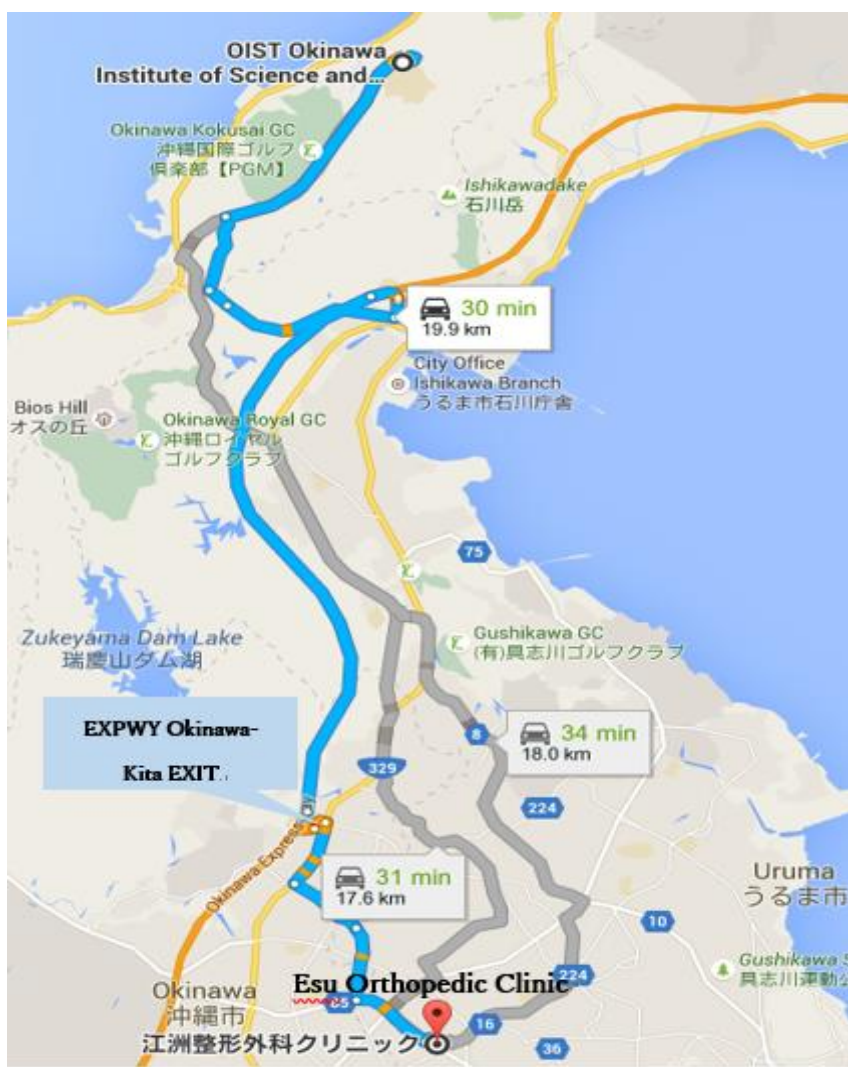 OIST Okinawa
Institute of Science and...
Okinawa Kokusai GC
沖縄国際ゴルフ
倶楽部【PGM】
Ishikawadake
石川岳
30 min
19.9 km
City Office
Ishikawa Branch
うるま市石川庁舎
Bios Hill
オスの丘
Okinawa Royal GC
沖縄ロイヤル
ゴルフクラブ
75
Zukeyama Dam Lake
瑞慶山ダム湖
Gushikawa GC
(有)具志川ゴルフクラブ
EXPWY Okinawa-
Kita EXIT.
8
34 min
18.0 km
329
224
Okinawa Express
31 min
17.6 km
Uruma
うるま市
10
Gushikawa S
具志川運動公
224
Esu Orthopedic Clinic
Okinawa
沖縄市
16
江洲整形外科クリニック
36